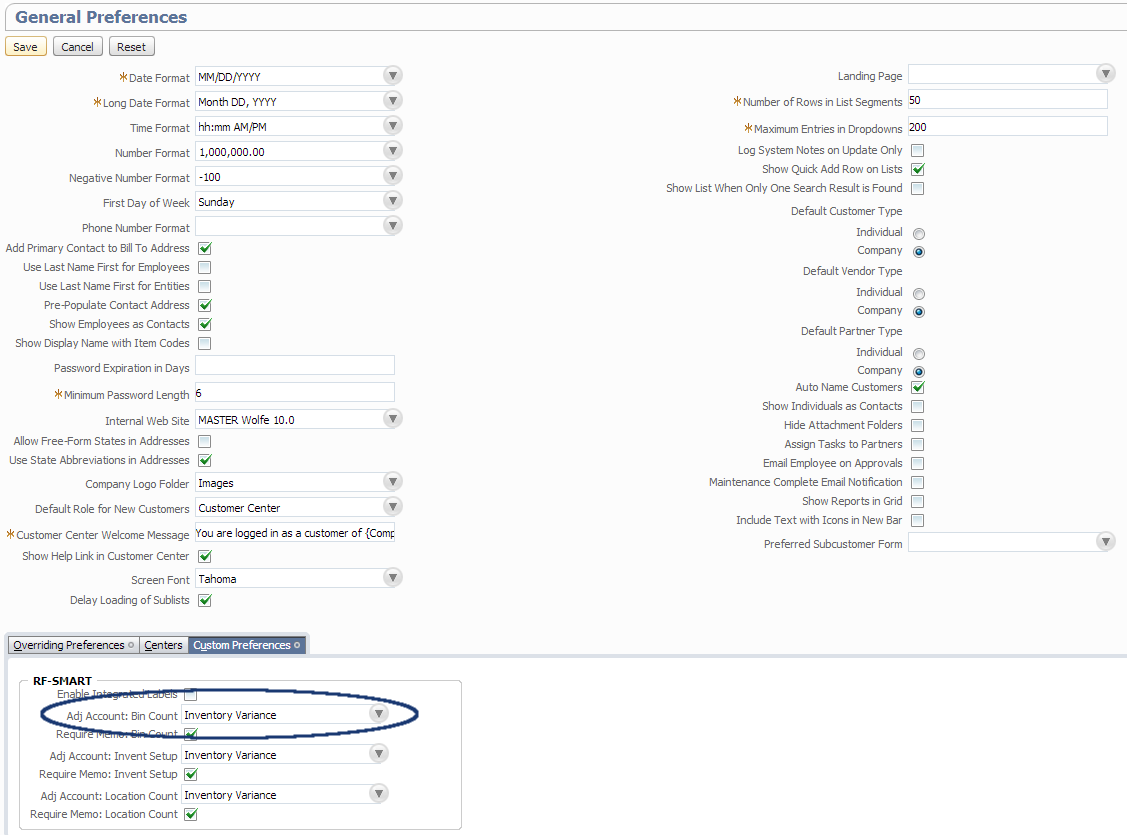 General Preferences
Save Cancel Reset
*Date Format MM/DD/YYYY
*Long Date Format Month DD, YYYY
Time Format hh:mm AM/PM
Number Format 1,000,000.00
Negative Number Format -100
First Day of Week Sunday
Phone Number Format
Add Primary Contact to Bill To Address
Use Last Name First for Employees
Use Last Name First for Entities
Pre-Populate Contact Address
Show Employees as Contacts
Show Display Name with Item Codes
Password Expiration in Days
*Minimum Password Length 6
Internal Web Site MASTER Wolfe 10.0
Allow Free-Form States in Addresses
Use State Abbreviations in Addresses
Company Logo Folder Images
Default Role for New Customers Customer Center
*Customer Center Welcome Message You are logged in as a customer of {Comp
Show Help Link in Customer Center
Screen Font Tahoma
Delay Loading of Sublists
Landing Page
*Number of Rows in List Segments 50
*Maximum Entries in Dropdowns 200
Log System Notes on Update Only
Show Quick Add Row on Lists
Show List When Only One Search Result is Found
Default Customer Type
Individual
Company
Default Vendor Type
Individual
Company
Default Partner Type
Individual
Company
Auto Name Customers
Show Individuals as Contacts
Hide Attachment Folders
Assign Tasks to Partners
Email Employee on Approvals
Maintenance Complete Email Notification
Show Reports in Grid
Include Text with Icons in New Bar
Preferred Subcustomer Form
Overriding Preferences Centers Custom Preferences
RF-SMART
Enable Integrated Labels
Adj Account: Bin Count Inventory Variance
Require Memo: Bin Count
Adj Account: Invent Setup Inventory Variance
Require Memo: Invent Setup
Adj Account: Location Count Inventory Variance
Require Memo: Location Count